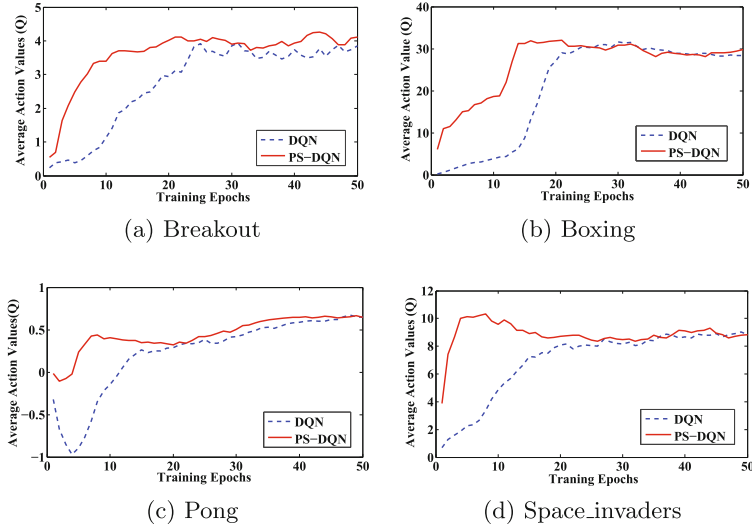 Average Action Values (Q)
5
4
3
2
1
0
0
10
20
30
40
50
DQN
PS−DQN
Training Epochs
(a) Breakout
Average Action Value (Q)
40
30
20
10
0
0
10
20
30
40
50
DQN
PS−DQN
Training Epochs
(b) Boxing
Average Action Values(Q)
1
0.5
0
−0.5
−1
0
10
20
30
40
50
DQN
PS−DQN
Training Epochs
(c) Pong
Average Action Values (Q)
12
10
8
6
4
2
0
0
10
20
30
40
50
DQN
PS−DQN
Traning Epochs
(d) Space_invaders